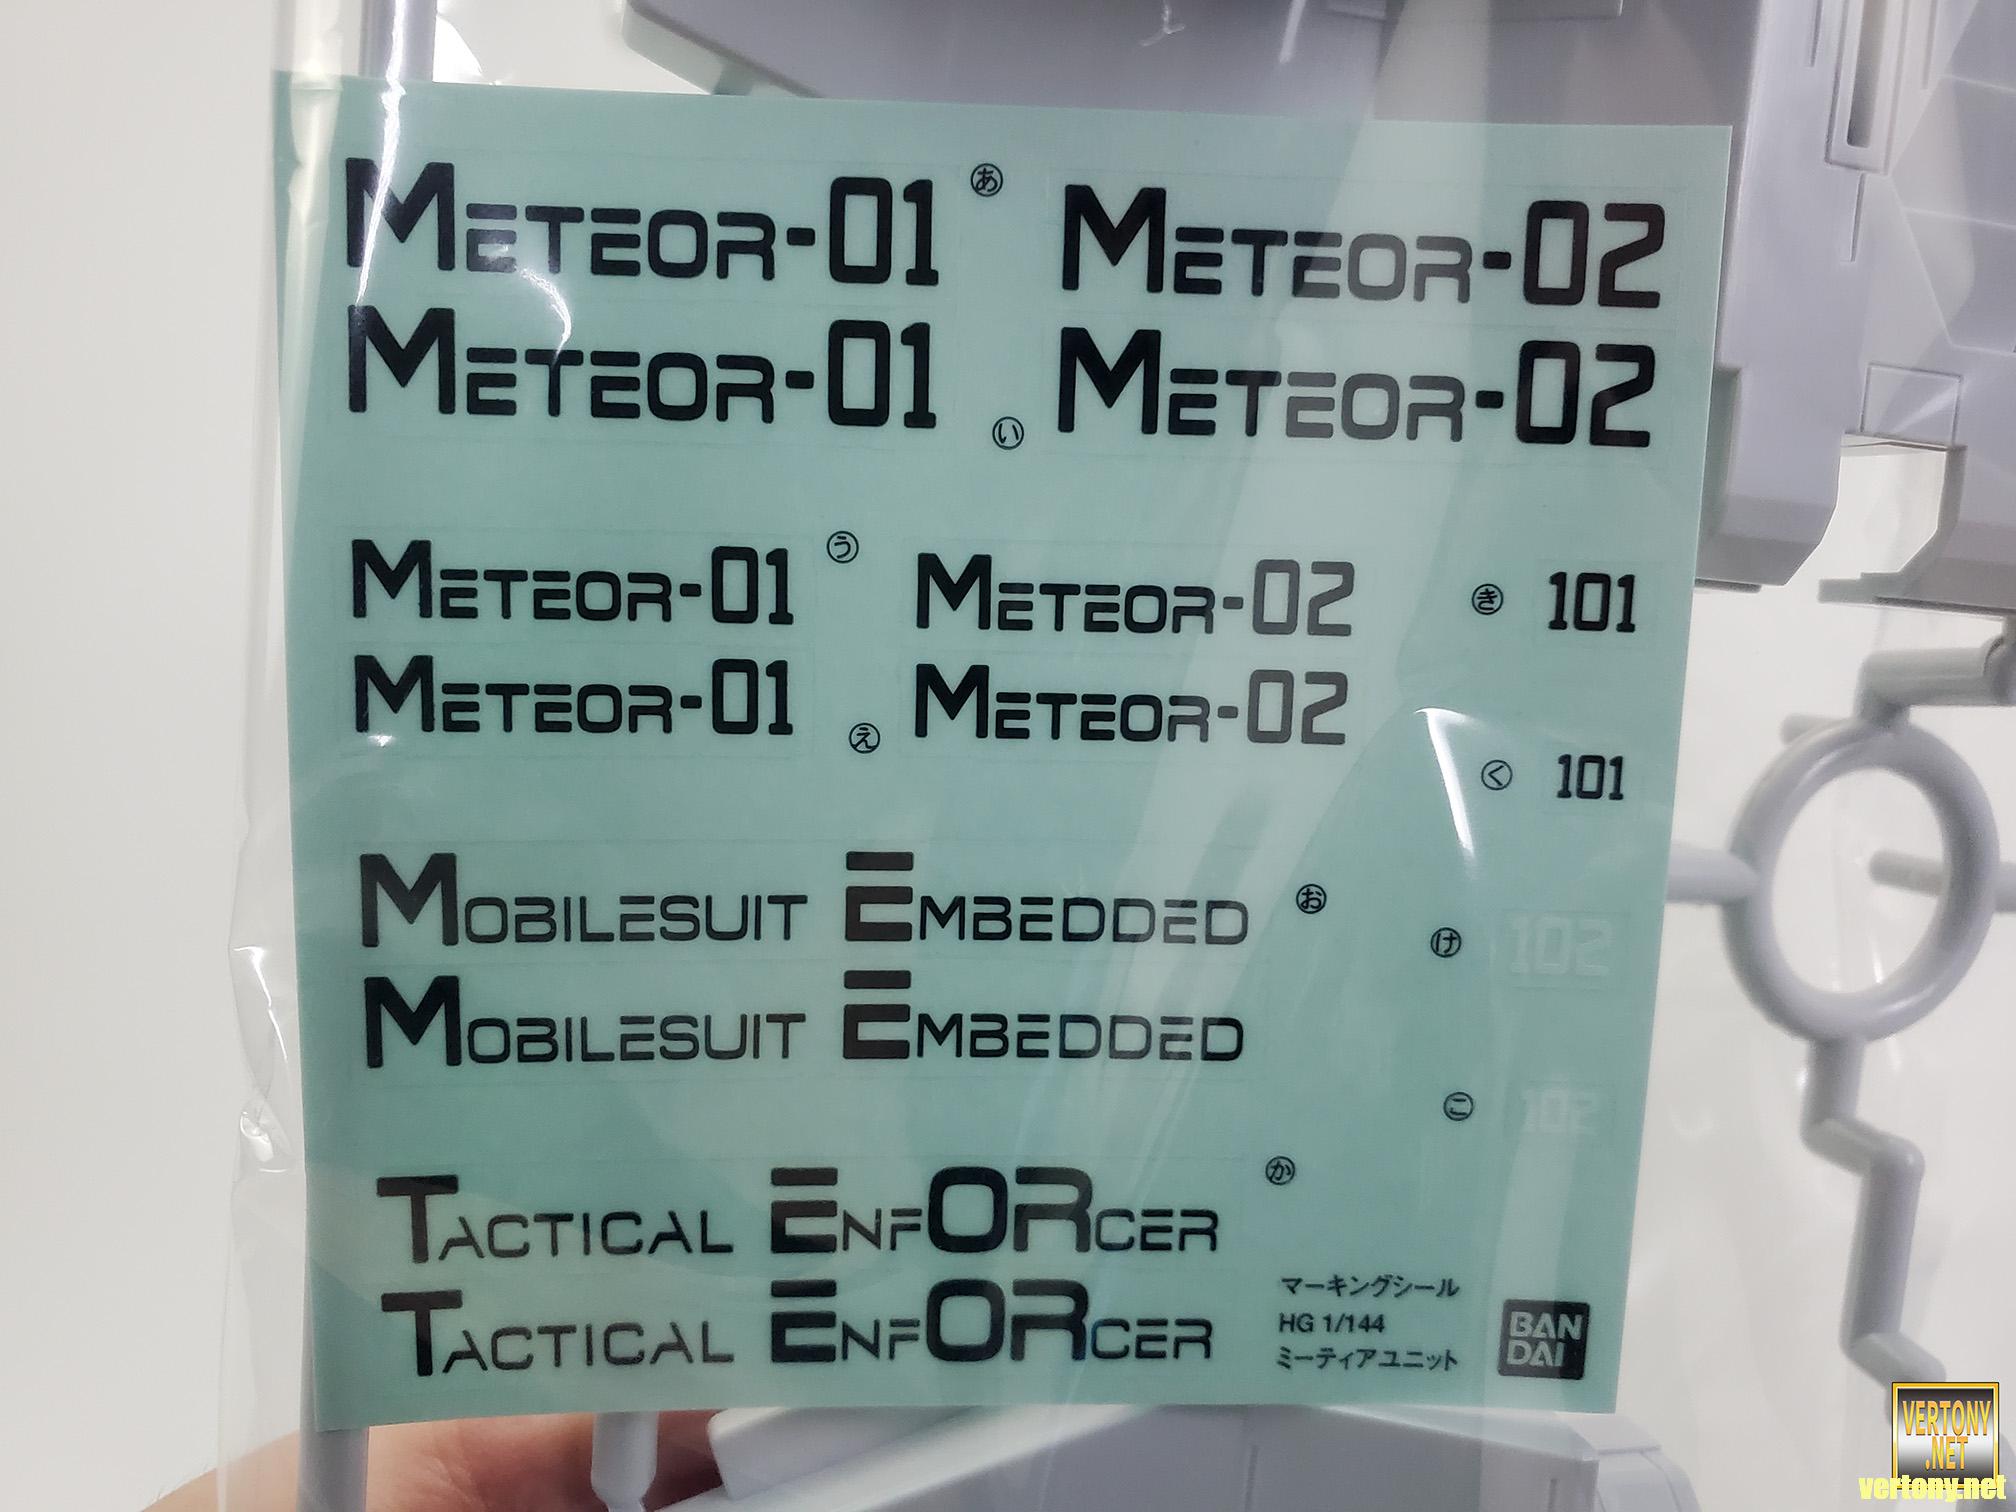 METEOR-01 あ METEOR-02
METEOR-01 い METEOR-02
METEOR-01 う METEOR-02 き 101
METEOR-01 え METEOR-02
く 101
MOBILESUIT EMBEDDED お
け 102
MOBILESUIT EMBEDDED
こ 102
TACTICAL ENFORCER か
TACTICAL ENFORCER
マーキングシール
HG 1/144
ミーティアユニット
BAN
DAI
VERTONY
.NET
vertony.net